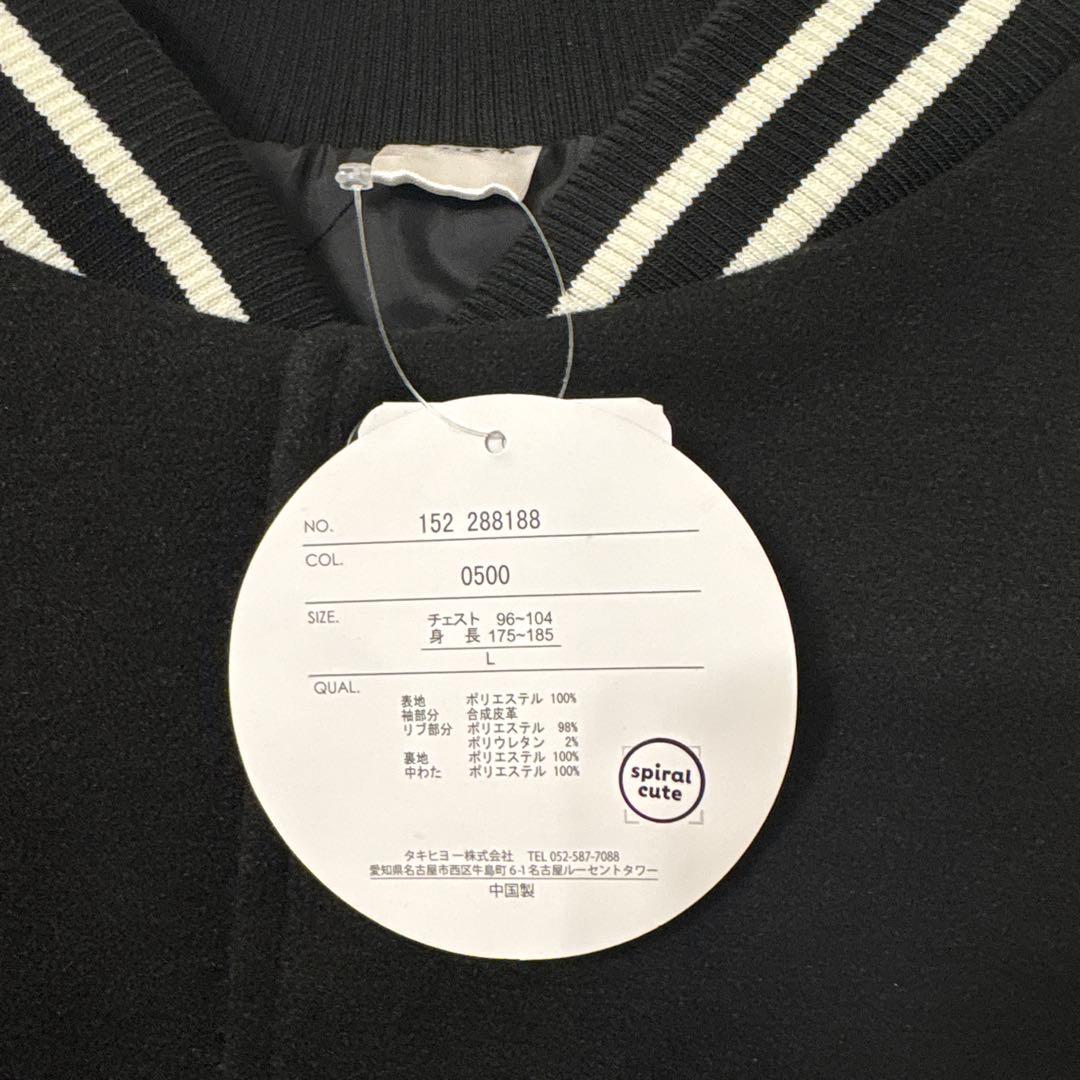 NO. 152 288188
COL. 0500
SIZE. チェスト 96~104
身 長 175~185
L
QUAL. 表地 ポリエステル 100%
袖部分 合成皮革
リブ部分 ポリエステル 98%
ポリウレタン 2%
裏地 ポリエステル 100%
中わた ポリエステル 100%
spiral
cute
タキヒヨー株式会社 TEL 052-587-7088
愛知県名古屋市西区牛島町6-1名古屋ルーセントタワー
中国製